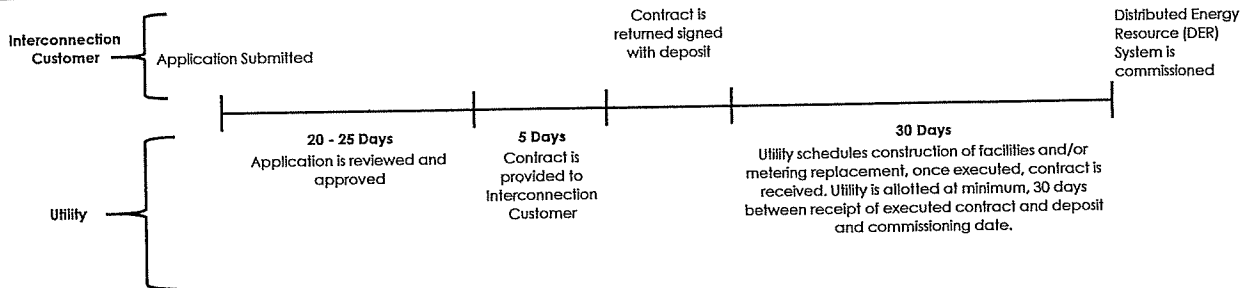 Interconnection
Customer
Application Submitted
Contract is
returned signed
with deposit
Distributed Energy
Resource (DER)
System is
commissioned
20 - 25 Days
Application is reviewed and
approved
5 Days
Contract is
provided to
Interconnection
Customer
30 Days
Utility schedules construction of facilities and/or
metering replacement, once executed, contract is
received. Utility is allotted at minimum, 30 days
between receipt of executed contract and deposit
and commissioning date.
Utility